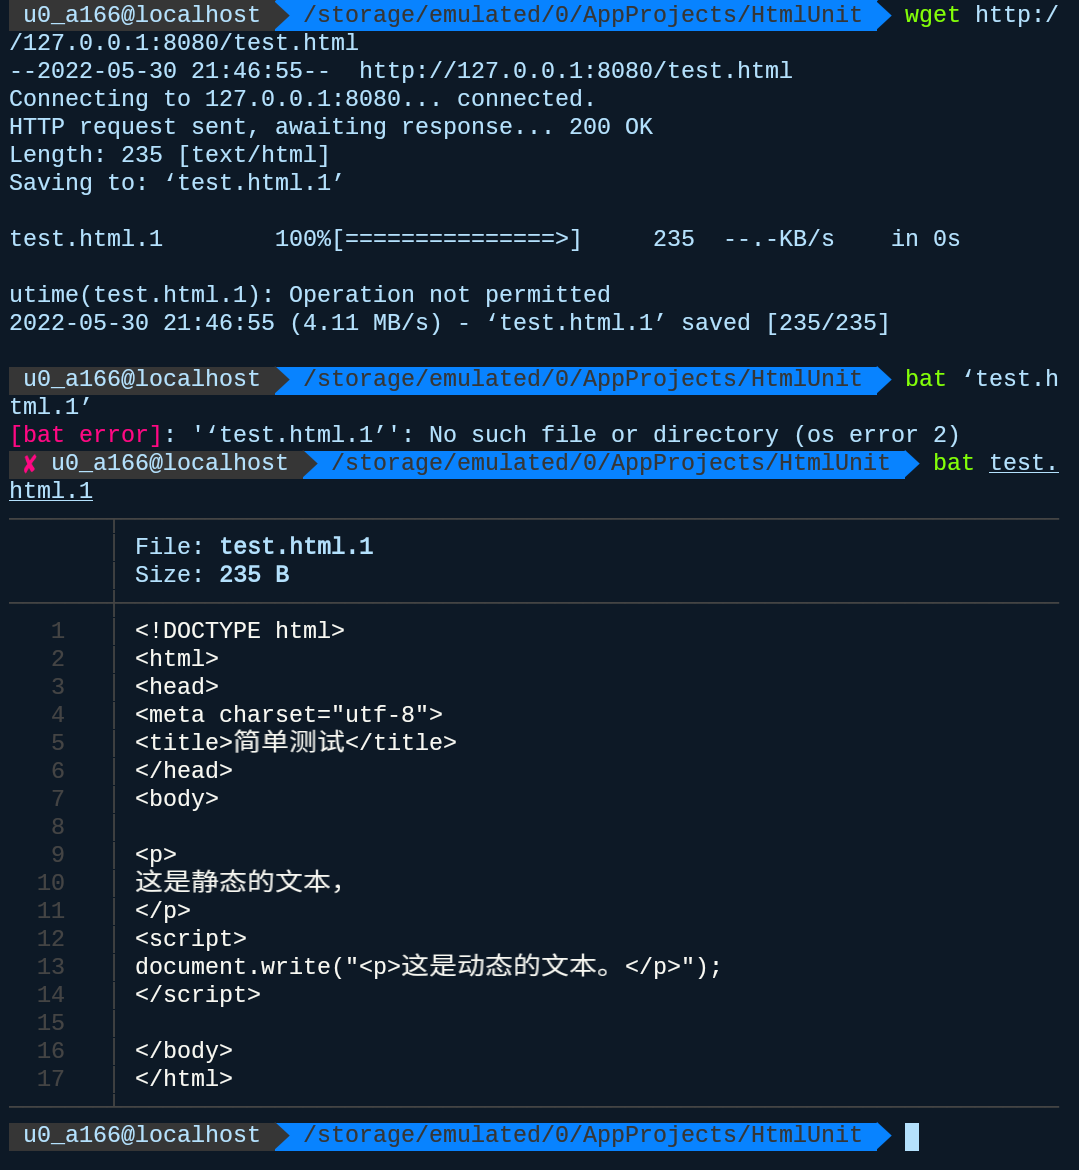 u0_a166@localhost /storage/emulated/0/AppProjects/HtmlUnit wget http:/
/127.0.0.1:8080/test.html
--2022-05-30 21:46:55--  http://127.0.0.1:8080/test.html
Connecting to 127.0.0.1:8080... connected.
HTTP request sent, awaiting response... 200 OK
Length: 235 [text/html]
Saving to: ‘test.html.1’
test.html.1        100%[===============>]     235  --.-KB/s    in 0s
utime(test.html.1): Operation not permitted
2022-05-30 21:46:55 (4.11 MB/s) - ‘test.html.1’ saved [235/235]
u0_a166@localhost /storage/emulated/0/AppProjects/HtmlUnit bat ‘test.h
tml.1’
[bat error]: '‘test.html.1’': No such file or directory (os error 2)
✘ u0_a166@localhost /storage/emulated/0/AppProjects/HtmlUnit bat test.
html.1
File: test.html.1
Size: 235 B
1 <!DOCTYPE html>
2 <html>
3 <head>
4 <meta charset="utf-8">
5 <title>简单测试</title>
6 </head>
7 <body>
8
9 <p>
10 这是静态的文本，
11 </p>
12 <script>
13 document.write("<p>这是动态的文本。</p>");
14 </script>
15
16 </body>
17 </html>
u0_a166@localhost /storage/emulated/0/AppProjects/HtmlUnit